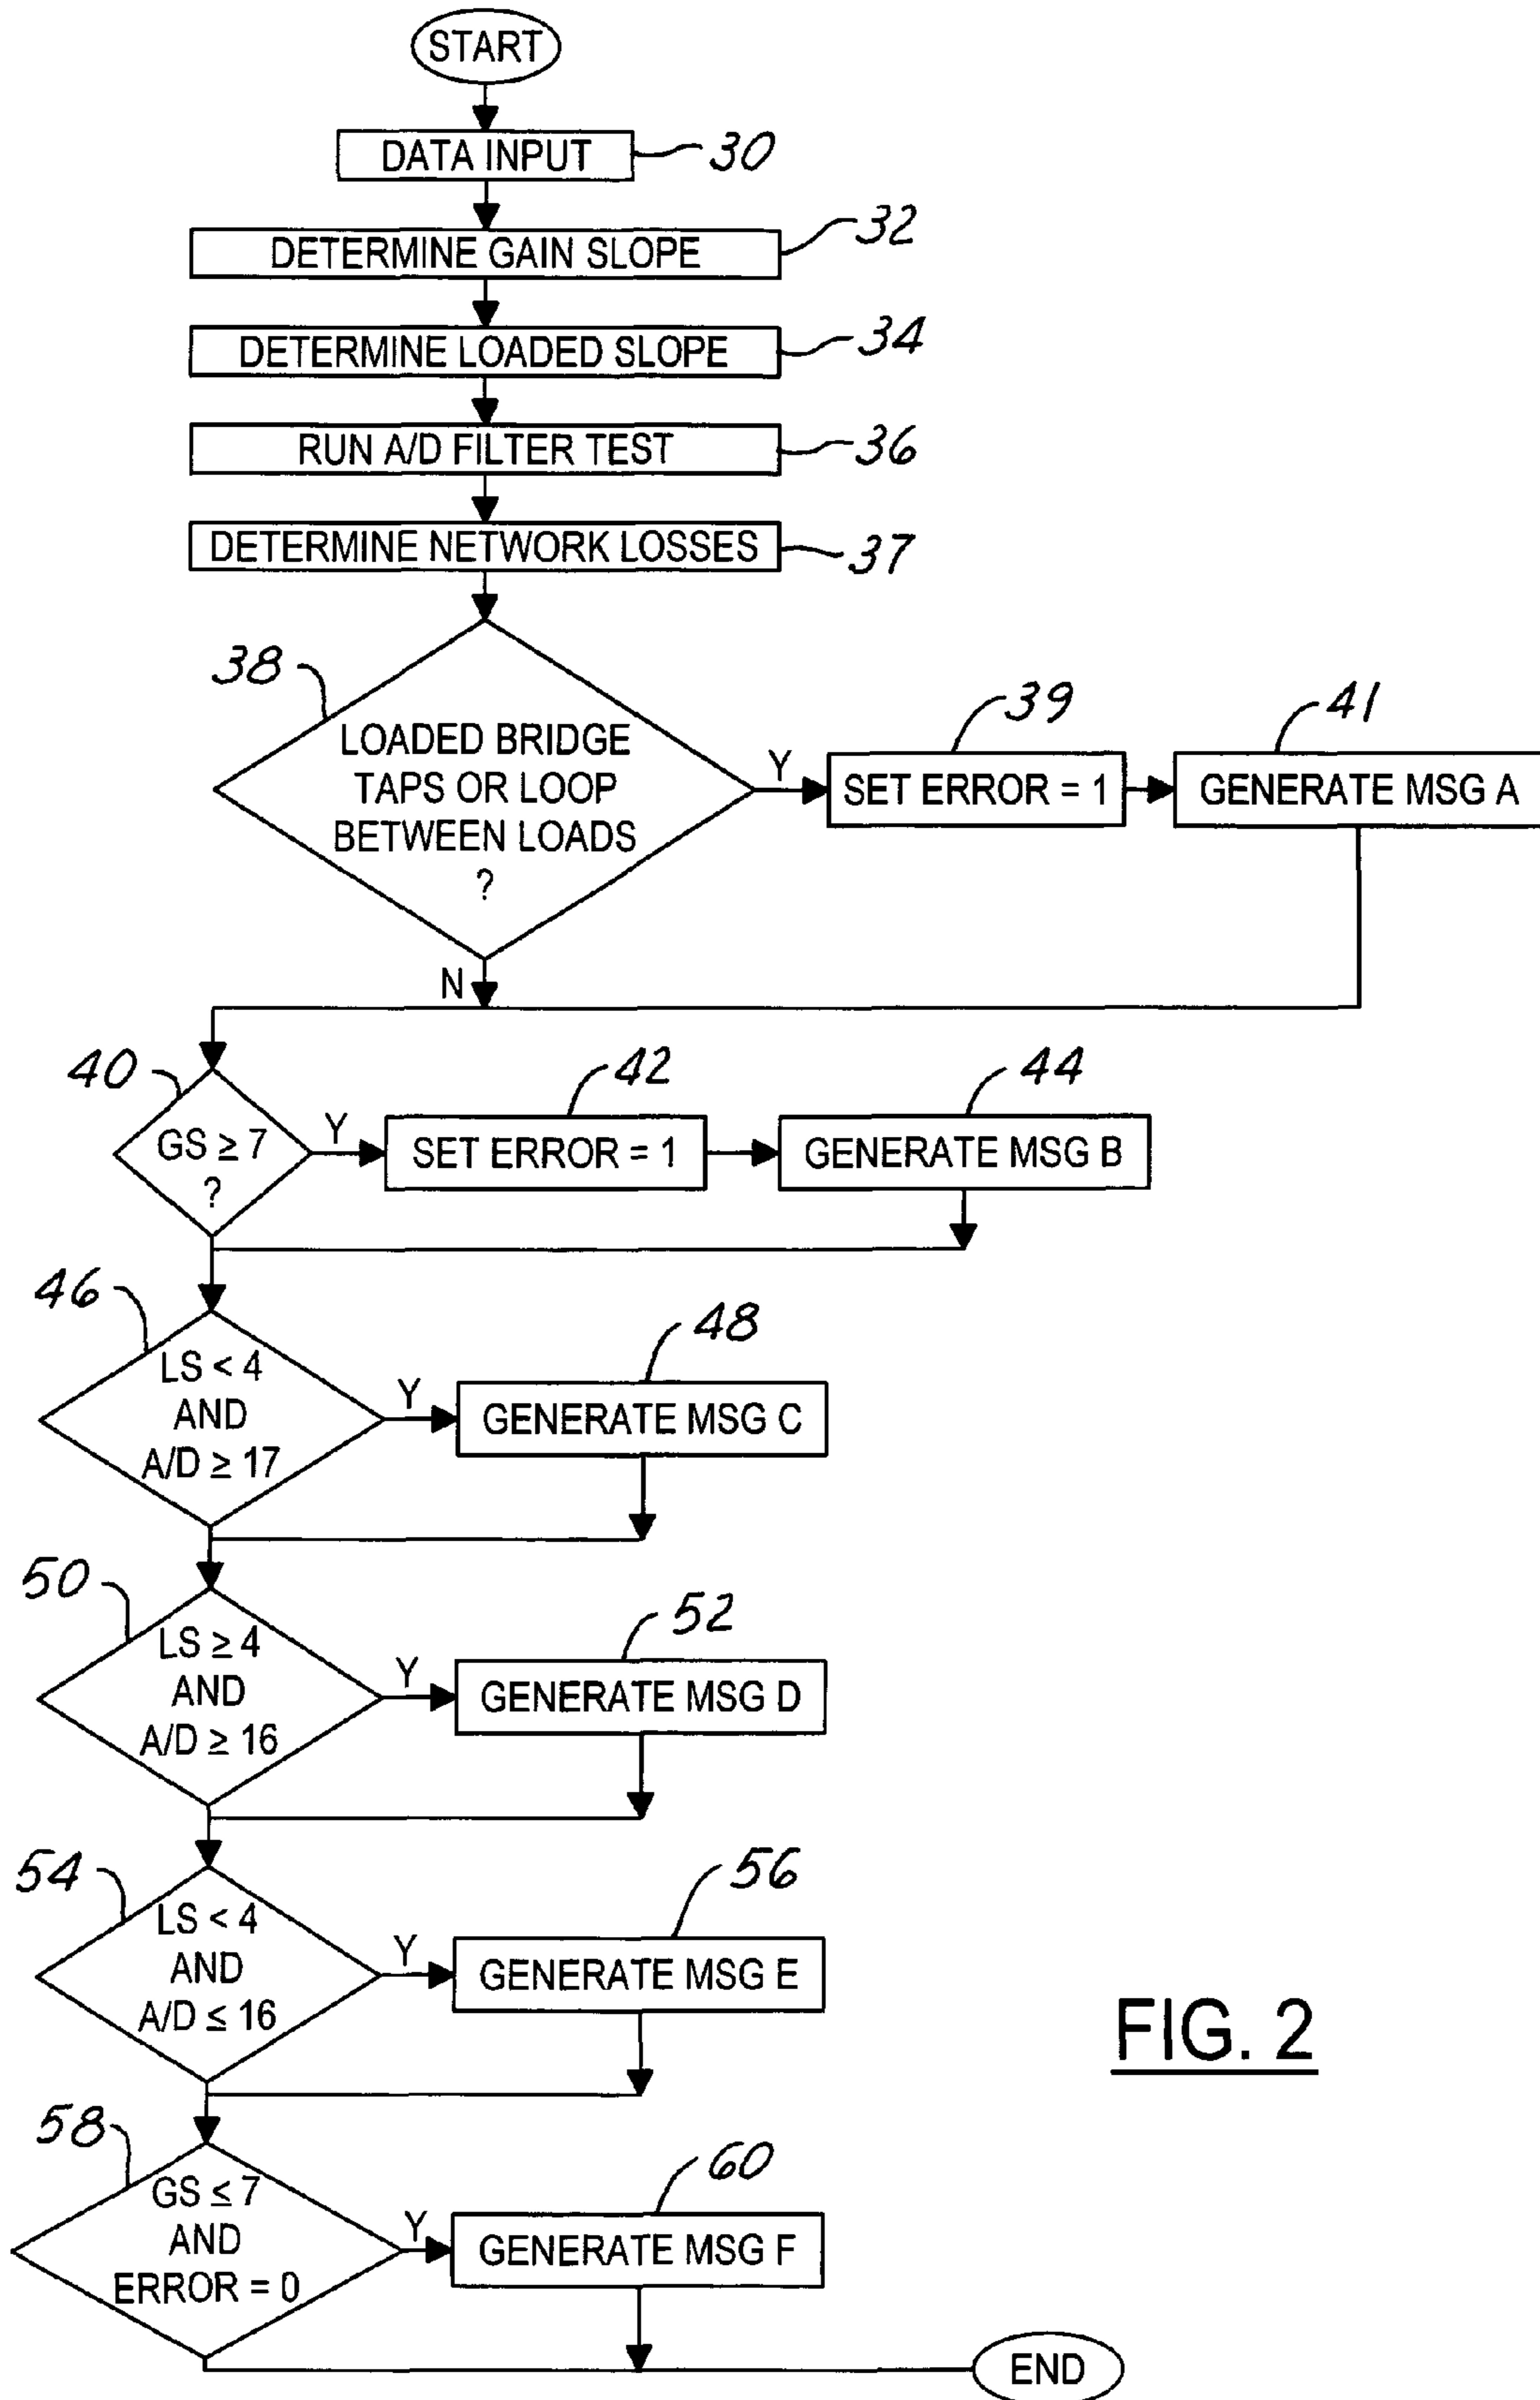 START
DATA INPUT
30
DETERMINE GAIN SLOPE
32
DETERMINE LOADED SLOPE
34
RUN A/D FILTER TEST
36
DETERMINE NETWORK LOSSES
37
38
LOADED BRIDGE
TAPS OR LOOP
BETWEEN LOADS
?
Y
39
SET ERROR = 1
41
GENERATE MSG A
N
40
GS ≥ 7
?
Y
42
SET ERROR = 1
44
GENERATE MSG B
46
LS < 4
AND
A/D ≥ 17
Y
48
GENERATE MSG C
50
LS ≥ 4
AND
A/D ≥ 16
Y
52
GENERATE MSG D
54
LS < 4
AND
A/D ≤ 16
Y
56
GENERATE MSG E
58
GS ≤ 7
AND
ERROR = 0
Y
60
GENERATE MSG F
END
FIG. 2